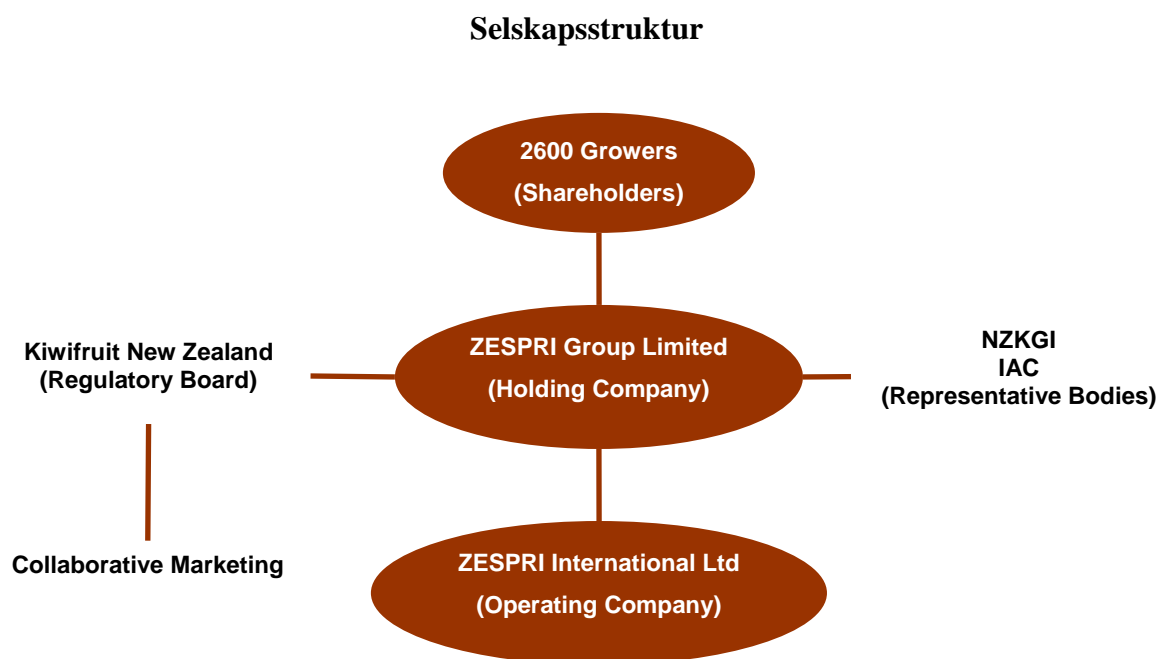 Selskapsstruktur
2600 Growers
(Shareholders)
Kiwifruit New Zealand
(Regulatory Board)
ZESPRI Group Limited
(Holding Company)
NZKGI
IAC
(Representative Bodies)
Collaborative Marketing
ZESPRI International Ltd
(Operating Company)